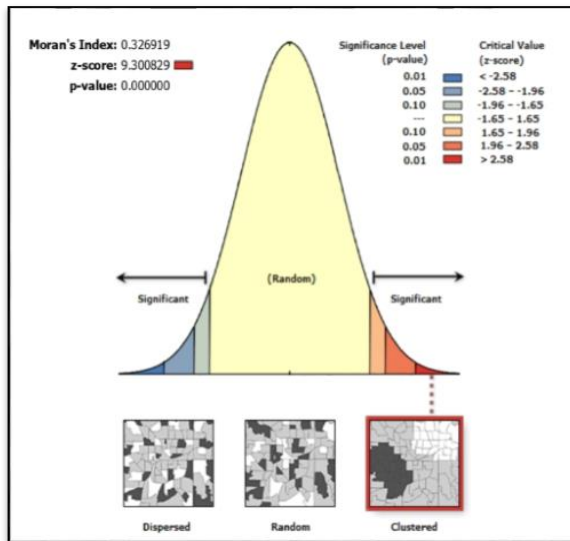 Moran's Index: 0.326919
z-score: 9.300829
p-value: 0.000000
Significance Level
(p-value)
Critical Value
(z-score)
0.01 < -2.58
0.05 -2.58 – -1.96
0.10 -1.96 – -1.65
---- -1.65 – 1.65
0.10 1.65 – 1.96
0.05 1.96 – 2.58
0.01 > 2.58
Significant
(Random)
Significant
Dispersed
Random
Clustered